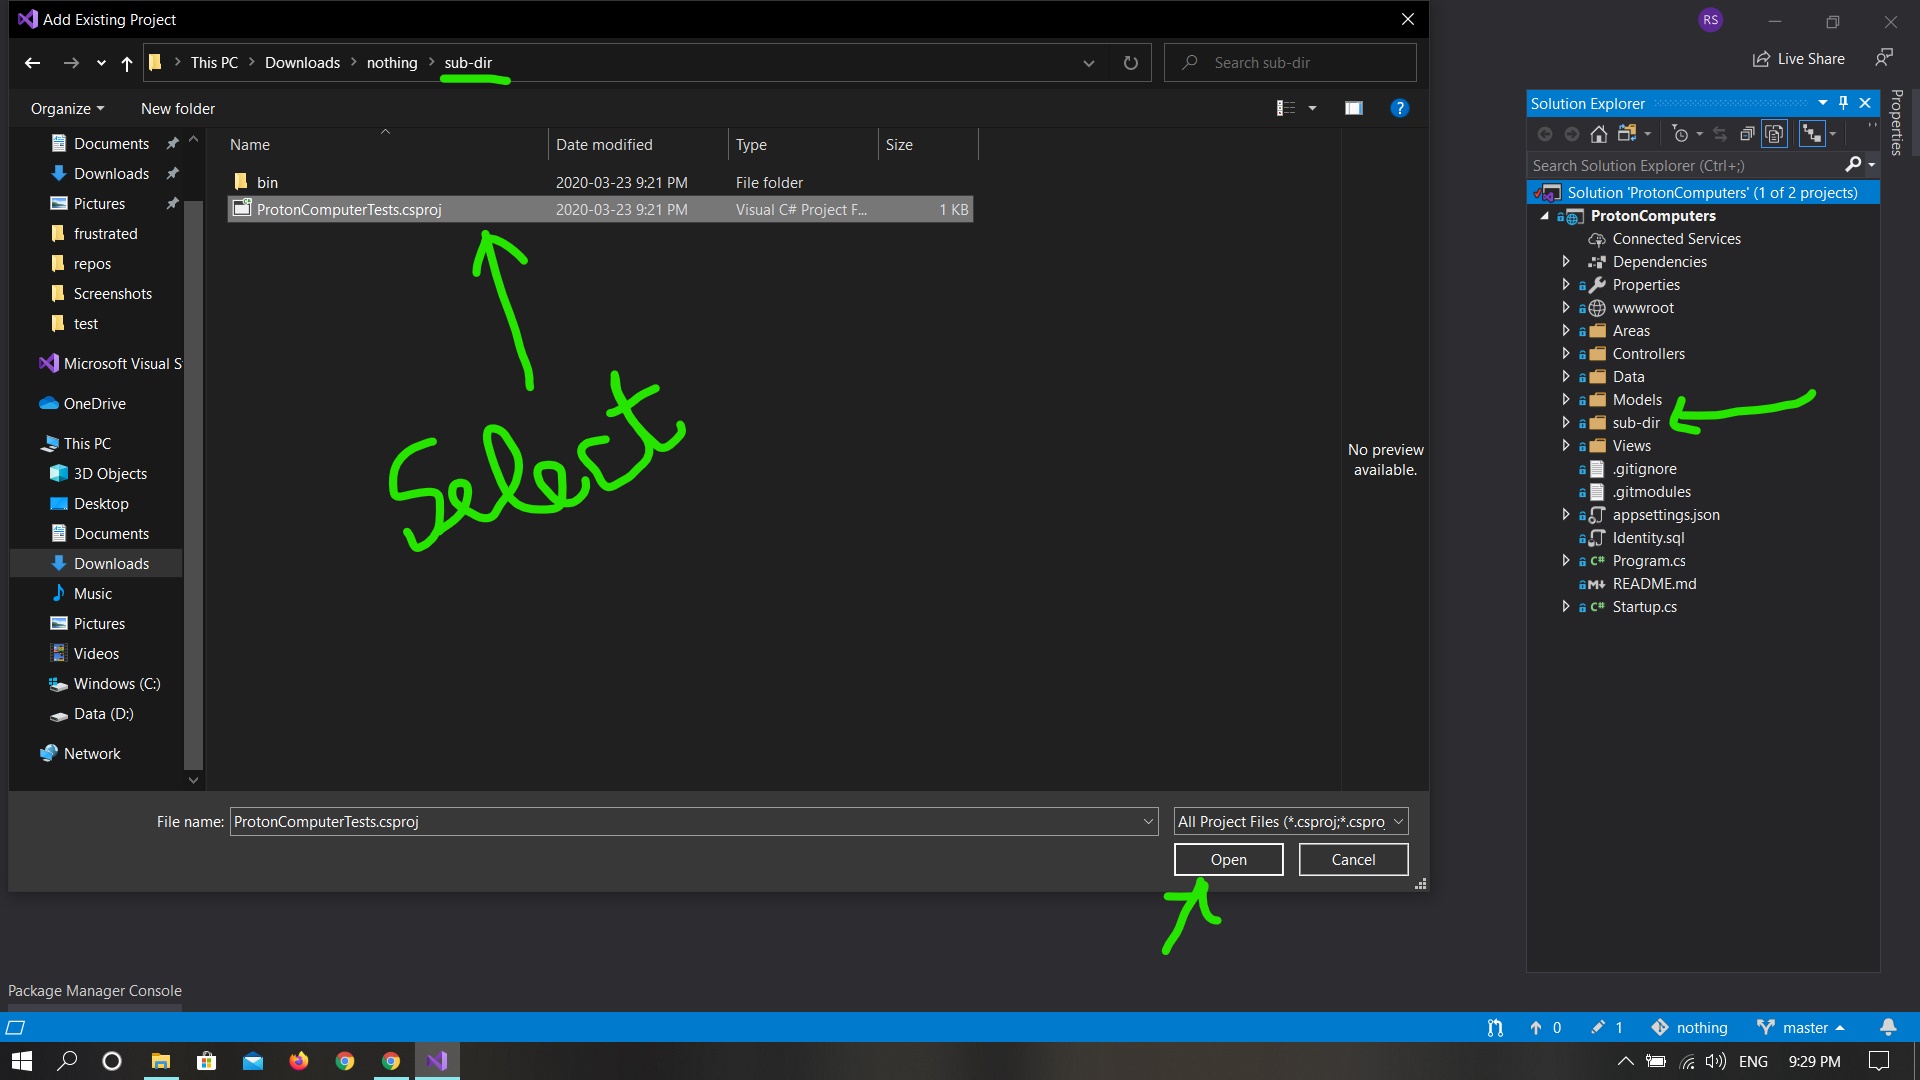 Add Existing Project
RS
This PC > Downloads > nothing > sub-dir
Search sub-dir
Live Share
Organize
New folder
?
Solution Explorer
Properties
Name
Date modified
Type
Size
Search Solution Explorer (Ctrl+;)
bin
2020-03-23 9:21 PM
File folder
ProtonComputerTests.csproj
2020-03-23 9:21 PM
Visual C# Project F...
1 KB
Documents
Downloads
Pictures
frustrated
repos
Screenshots
test
Microsoft Visual S
OneDrive
This PC
3D Objects
Desktop
Documents
Downloads
Music
Pictures
Videos
Windows (C:)
Data (D:)
Network
Select
No preview
available.
Solution 'ProtonComputers' (1 of 2 projects)
ProtonComputers
Connected Services
Dependencies
Properties
wwwroot
Areas
Controllers
Data
Models
sub-dir
Views
.gitignore
.gitmodules
appsettings.json
Identity.sql
C# Program.cs
M↓ README.md
C# Startup.cs
File name: ProtonComputerTests.csproj
All Project Files (*.csproj;*.cspro
Open
Cancel
Package Manager Console
0
1
nothing
master
ENG
9:29 PM